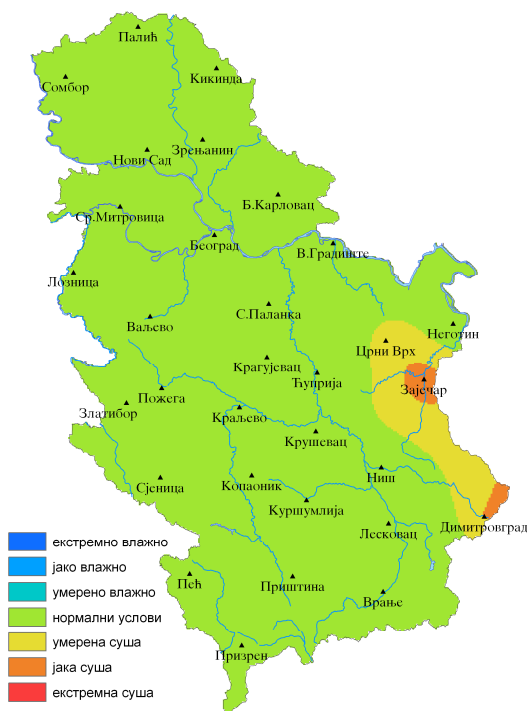 Палић
Кикинда
Сомбор
Зрењанин
Нови Сад
Б.Карловац
Ср.Митровица
Београд
В.Градиште
Лозница
С.Паланка
Ваљево
Неготин
Црни Врх
Крагујевац
Ћуприја
Зајечар
Пожега
Златибор
Краљево
Крушевац
Ниш
Сјеница
Копаоник
Куршумлија
Димитровград
Лесковац
Пећ
Приштина
Врање
Призрен
екстремно влажно
јако влажно
умерено влажно
нормални услови
умерена суша
јака суша
екстремна суша